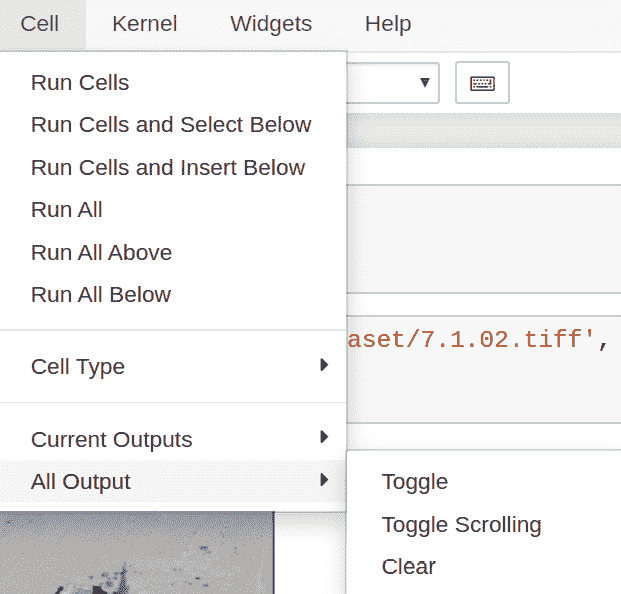 Cell Kernel Widgets Help
Run Cells
Run Cells and Select Below
Run Cells and Insert Below
Run All
Run All Above
Run All Below
aset/7.1.02.tiff',
Cell Type
Current Outputs
All Output
Toggle
Toggle Scrolling
Clear